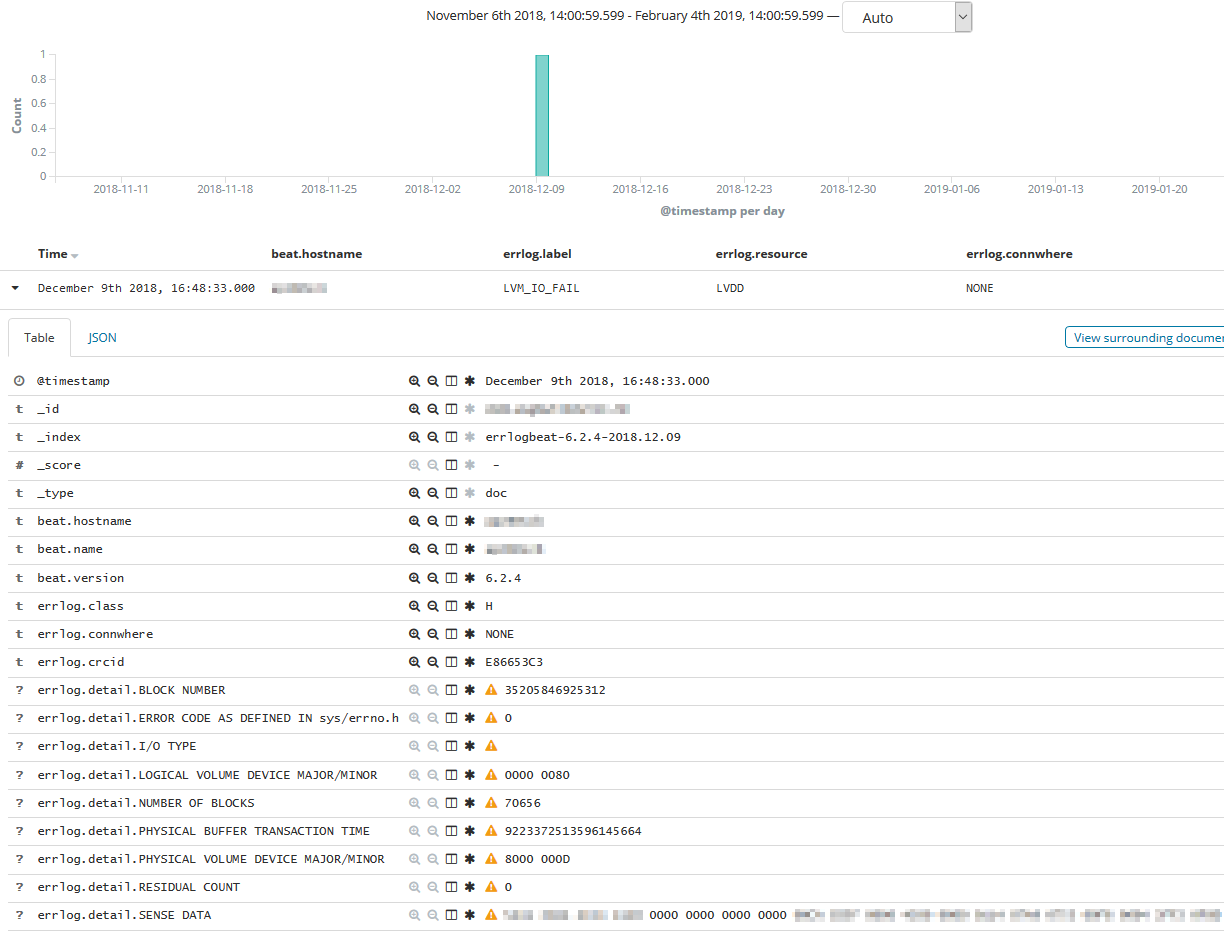 November 6th 2018, 14:00:59.599 - February 4th 2019, 14:00:59.599 — Auto
1
0.8
0.6
0.4
0.2
0
Count
2018-11-11 2018-11-18 2018-11-25 2018-12-02 2018-12-09 2018-12-16 2018-12-23 2018-12-30 2019-01-06 2019-01-13 2019-01-20
@timestamp per day
Time beat.hostname errlog.label errlog.resource errlog.connwhere
December 9th 2018, 16:48:33.000 LVM_IO_FAIL LVDD NONE
Table JSON View surrounding documen
@timestamp December 9th 2018, 16:48:33.000
t _id
t _index errlogbeat-6.2.4-2018.12.09
# _score -
t _type doc
t beat.hostname
t beat.name
t beat.version 6.2.4
t errlog.class H
t errlog.connwhere NONE
t errlog.crcid E86653C3
? errlog.detail.BLOCK NUMBER 35205846925312
? errlog.detail.ERROR CODE AS DEFINED IN sys/errno.h 0
? errlog.detail.I/O TYPE
? errlog.detail.LOGICAL VOLUME DEVICE MAJOR/MINOR 0000 0080
? errlog.detail.NUMBER OF BLOCKS 70656
? errlog.detail.PHYSICAL BUFFER TRANSACTION TIME 9223372513596145664
? errlog.detail.PHYSICAL VOLUME DEVICE MAJOR/MINOR 8000 000D
? errlog.detail.RESIDUAL COUNT 0
? errlog.detail.SENSE DATA 0000 0000 0000 0000